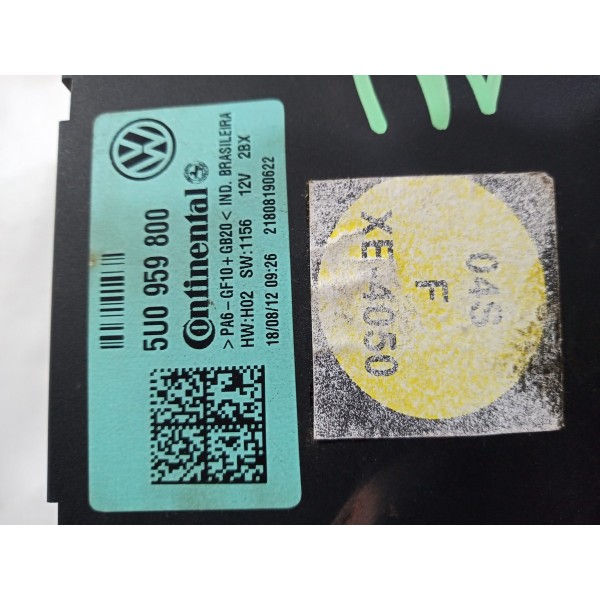 5U0 959 800
Continental
>PA6-GF10+GB20< IND. BRASILEIRA
HW:H02 SW:1156 12V 2BX
18/08/12 09:26 21808190622
04S
F
XE-4050